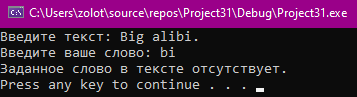 C:\Users\zolot\source\repos\Project31\Debug\Project31.exe
Введите текст: Big alibi.
Введите ваше слово: bi
Заданное слово в тексте отсутствует.
Press any key to continue . . .